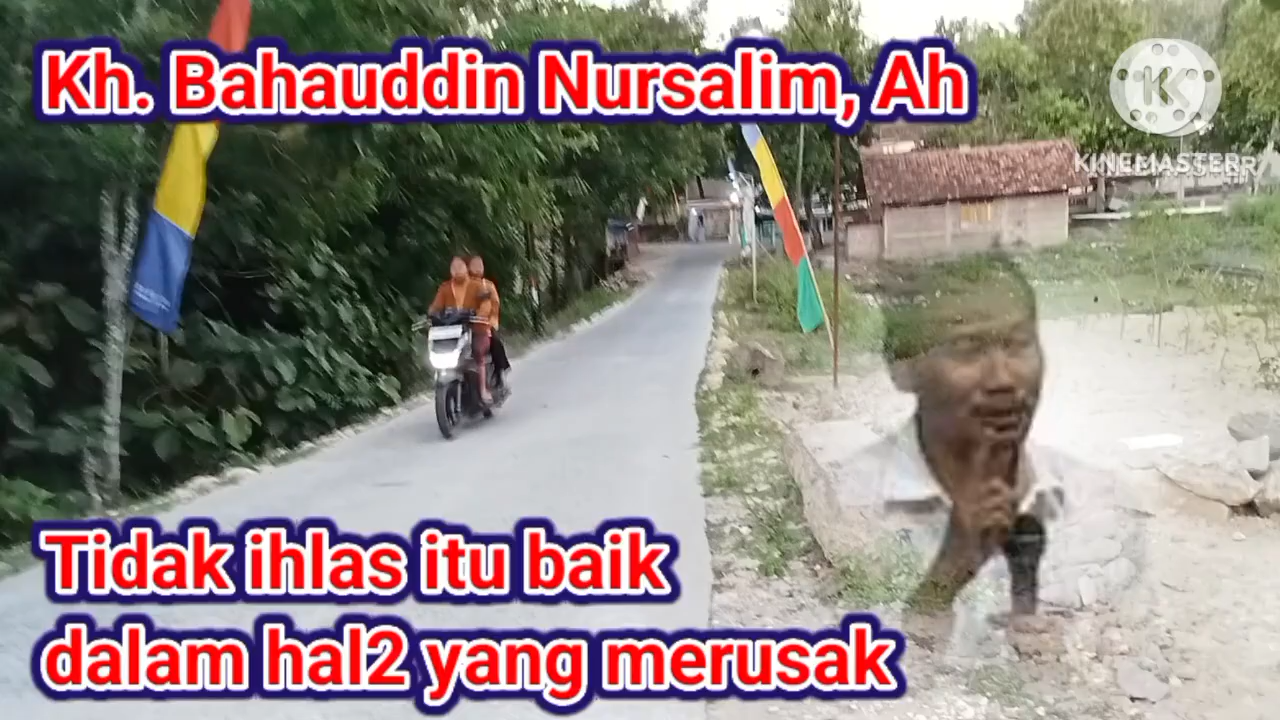 Kh. Bahauddin Nursalim, Ah
K
KINEMASTER
Tidak ihlas itu baik
dalam hal2 yang merusak